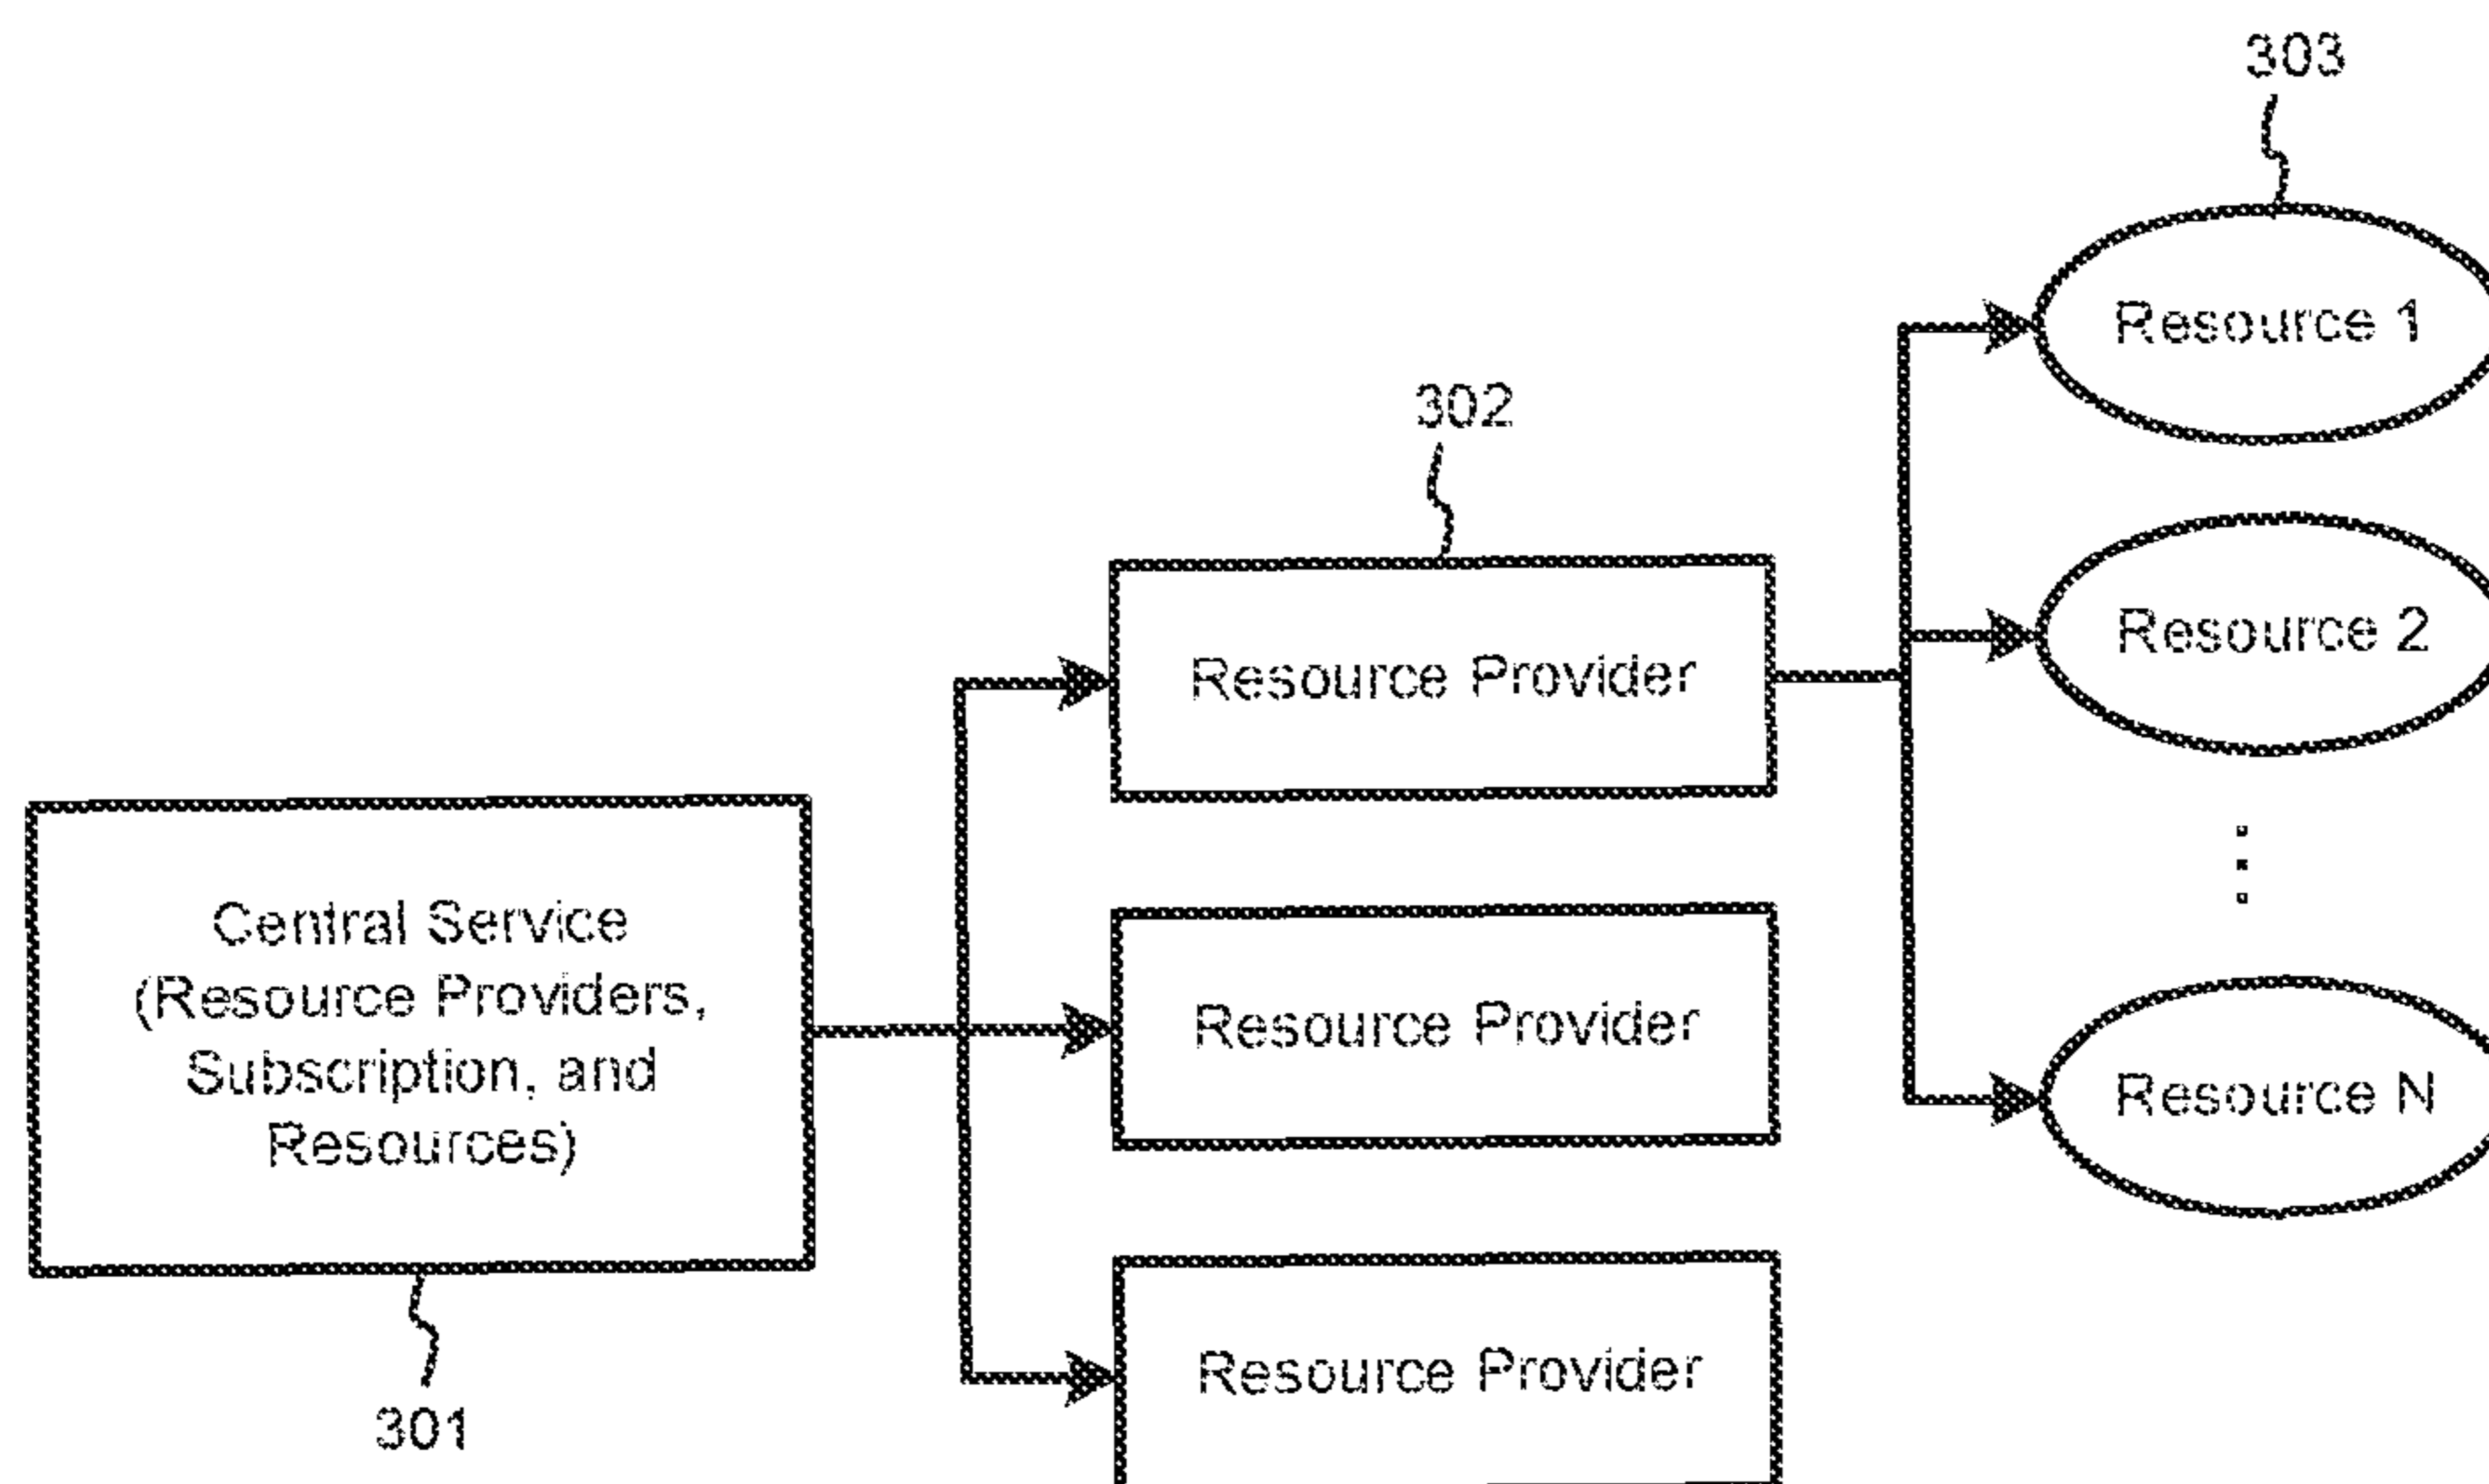 303
Resource 1
302
Resource 2
Resource Provider
Central Service
(Resource Providers,
Subscription, and
Resources)
Resource Provider
Resource N
Resource Provider
301